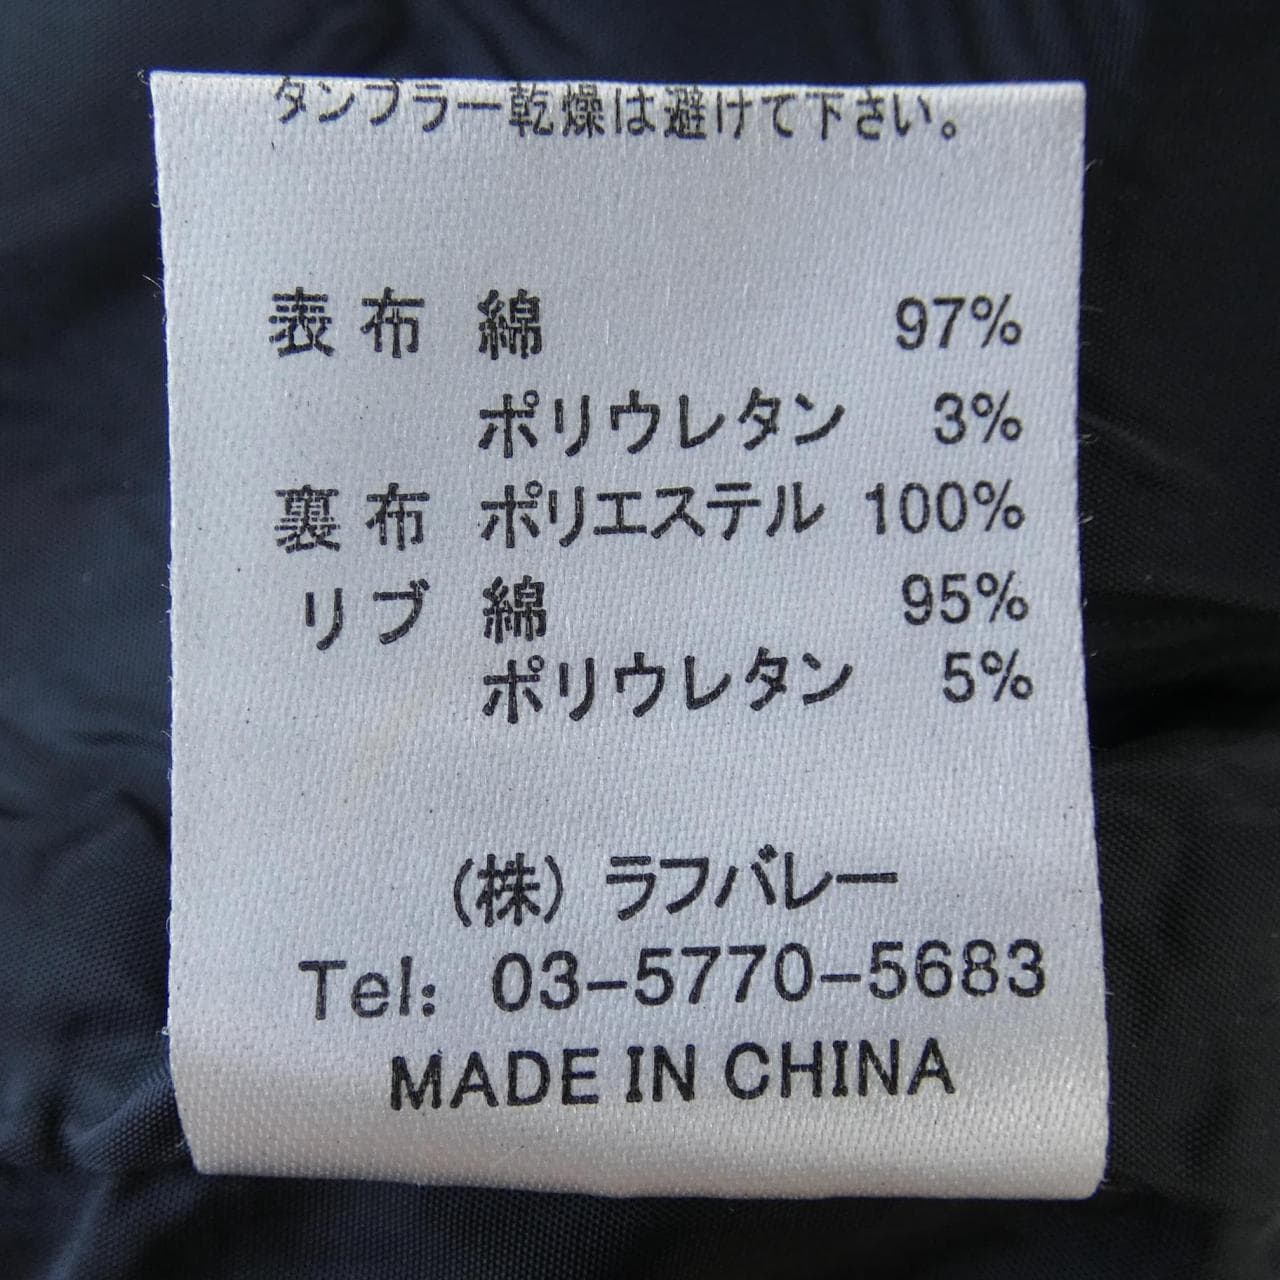 タンブラー乾燥は避けて下さい。
表布 綿 97%
ポリウレタン 3%
裏布 ポリエステル 100%
リブ 綿 95%
ポリウレタン 5%
(株) ラフバレー
Tel: 03-5770-5683
MADE IN CHINA